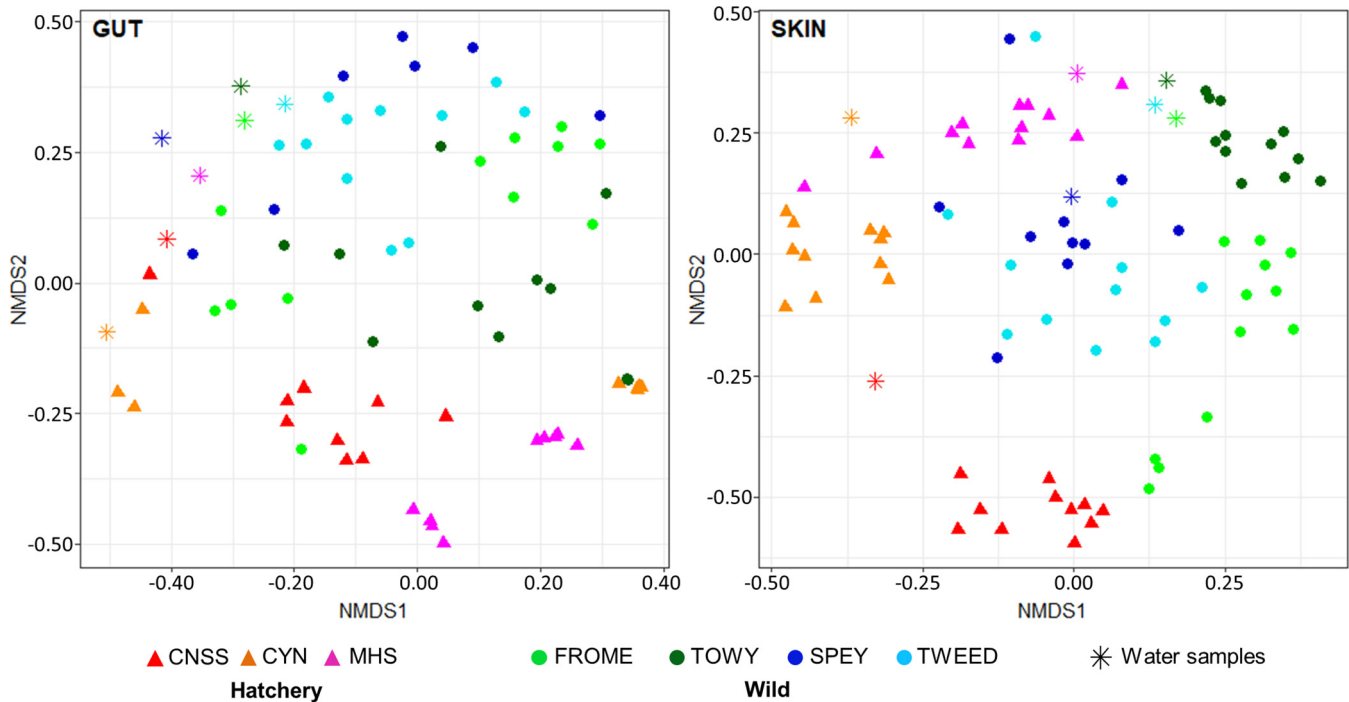 GUT
SKIN
0.50
0.25
0.00
-0.25
-0.50
NMDS2
-0.40 -0.20 0.00 0.20 0.40
NMDS1
0.50
0.25
0.00
-0.25
-0.50
NMDS2
-0.50 -0.25 0.00 0.25
NMDS1
CNSS CYN MHS FROME TOWY SPEY TWEED Water samples
Hatchery Wild